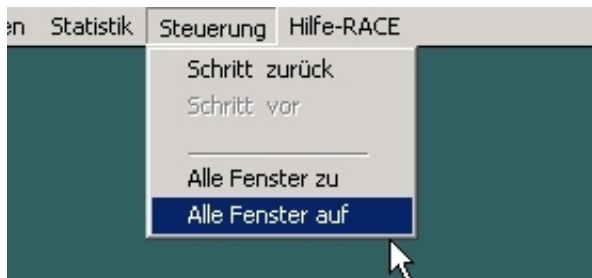 en Statistik Steuerung Hilfe-RACE
Schritt zurück
Schritt vor
Alle Fenster zu
Alle Fenster auf